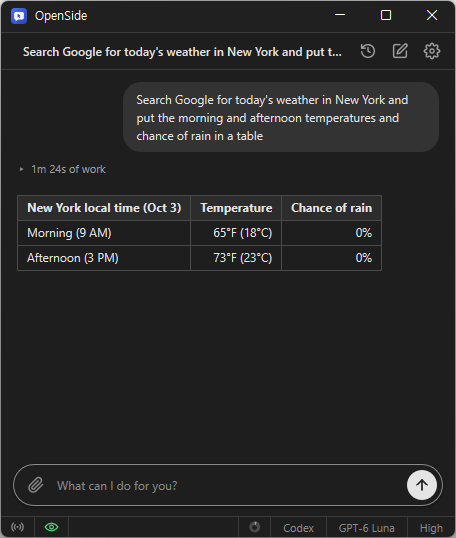 OpenSide
Search Google for today's weather in New York and put t...
Search Google for today's weather in New York and
put the morning and afternoon temperatures and
chance of rain in a table
1m 24s of work
New York local time (Oct 3) Temperature Chance of rain
Morning (9 AM) 65°F (18°C) 0%
Afternoon (3 PM) 73°F (23°C) 0%
What can I do for you?
Codex GPT-6 Luna High